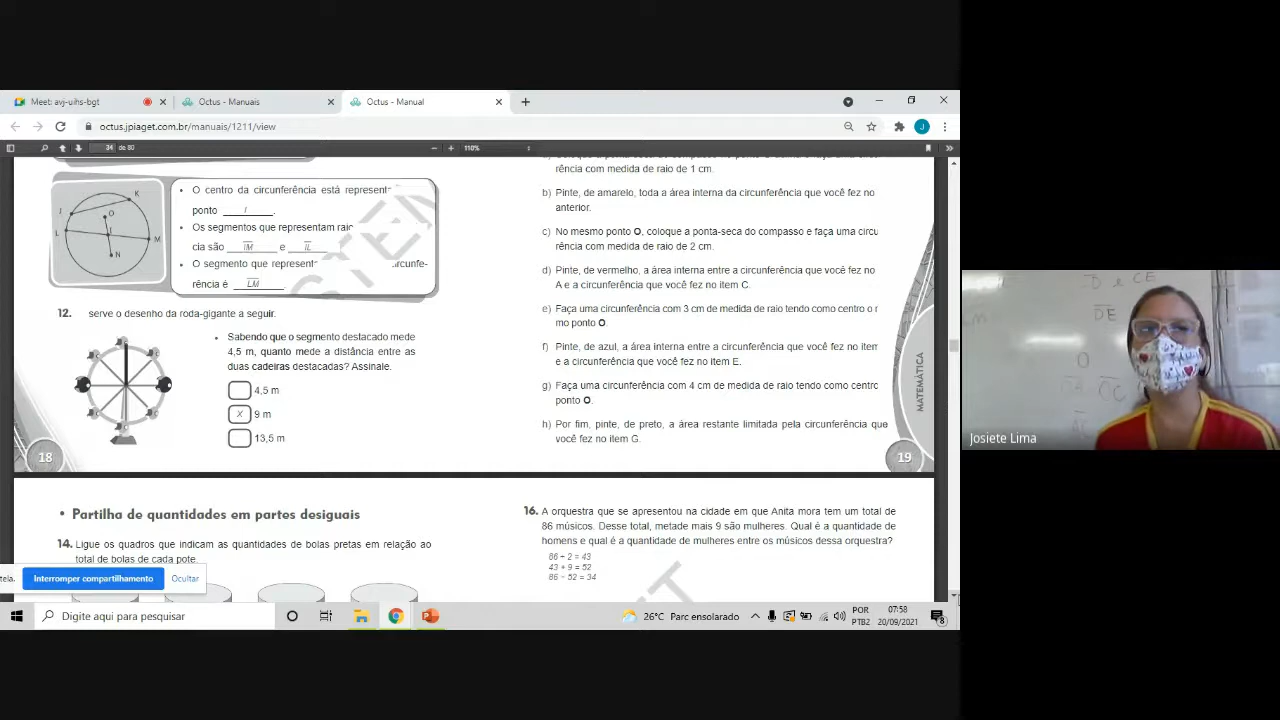 Meet: avj-uihs-bgt
Octus - Manuais
Octus - Manual
octus.jpiaget.com.br/manuais/1211/view
34 de 80
110%
O centro da circunferência está represent
ponto I.
Os segmentos que representam raio
cia são IM e IL
O segmento que represent circunfe-
rência é LM.
K
I
O
L
I
M
N
12. serve o desenho da roda-gigante a seguir.
Sabendo que o segmento destacado mede
4,5 m, quanto mede a distância entre as
duas cadeiras destacadas? Assinale.
4,5 m
X 9 m
13,5 m
18
rência com medida de raio de 1 cm.
b) Pinte, de amarelo, toda a área interna da circunferência que você fez no
anterior.
c) No mesmo ponto O, coloque a ponta-seca do compasso e faça uma circu
rência com medida de raio de 2 cm.
d) Pinte, de vermelho, a área interna entre a circunferência que você fez no
A e a circunferência que você fez no item C.
e) Faça uma circunferência com 3 cm de medida de raio tendo como centro o
mo ponto O.
f) Pinte, de azul, a área interna entre a circunferência que você fez no item
e a circunferência que você fez no item E.
g) Faça uma circunferência com 4 cm de medida de raio tendo como centro
ponto O.
h) Por fim, pinte, de preto, a área restante limitada pela circunferência que
você fez no item G.
MATEMÁTICA
19
• Partilha de quantidades em partes desiguais
14. Ligue os quadros que indicam as quantidades de bolas pretas em relação ao
total de bolas de cada pote.
16. A orquestra que se apresentou na cidade em que Anita mora tem um total de
86 músicos. Desse total, metade mais 9 são mulheres. Qual é a quantidade de
homens e qual é a quantidade de mulheres entre os músicos dessa orquestra?
86 ÷ 2 = 43
43 + 9 = 52
86 − 52 = 34
tela.
Interromper compartilhamento
Ocultar
Digite aqui para pesquisar
26°C Parc ensolarado
POR
PTB2
07:58
20/09/2021
8
CE
DE
O
OC
Josiete Lima